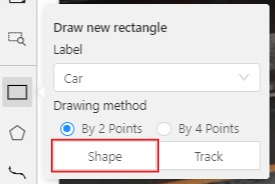 Draw new rectangle
Label
Car
Drawing method
By 2 Points By 4 Points
Shape Track